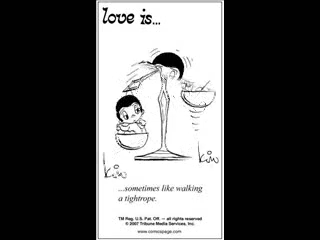 love is...
kim
kim
...sometimes like walking
a tightrope.
TM Reg. U.S. Pat. Off. — all rights reserved
© 2007 Tribune Media Services, Inc.
www.comicspage.com